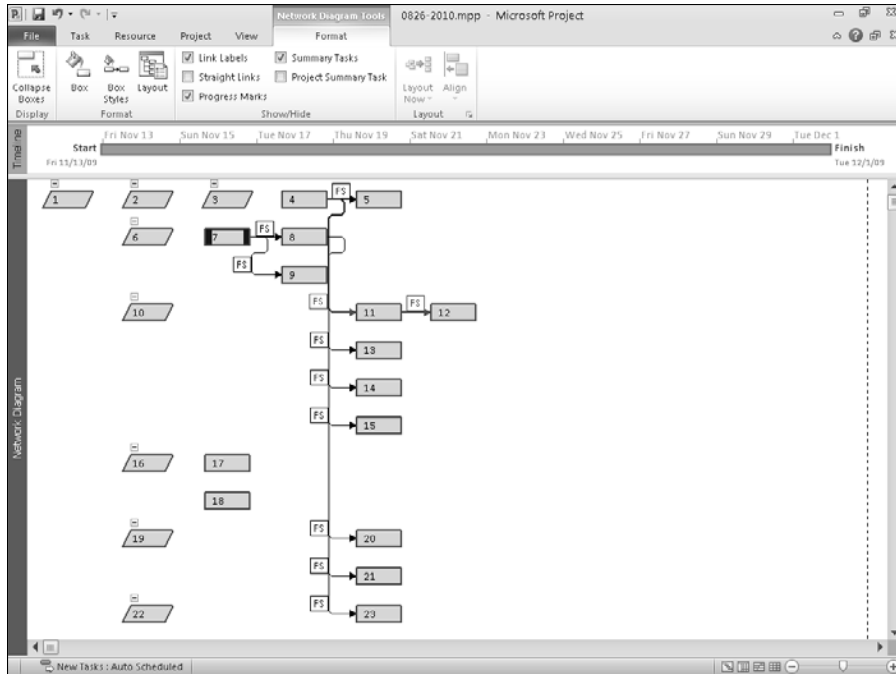 Network Diagram Tools
0826-2010.mpp - Microsoft Project
File Task Resource Project View Format
Collapse Boxes
Box
Box Styles
Layout
Link Labels
Straight Links
Progress Marks
Summary Tasks
Project Summary Task
Layout Now
Align
Display
Format
Show/Hide
Layout
Timeline
Fri Nov 13 Sun Nov 15 Tue Nov 17 Thu Nov 19 Sat Nov 21 Mon Nov 23 Wed Nov 25 Fri Nov 27 Sun Nov 29 Tue Dec 1
Start
Fri 11/13/09
Finish
Tue 12/1/09
Network Diagram
1 2 3 4 FS 5
6 7 FS 8
FS 9
10 FS 11 FS 12
FS 13
FS 14
FS 15
16 17
18
19 FS 20
FS 21
22 FS 23
New Tasks : Auto Scheduled